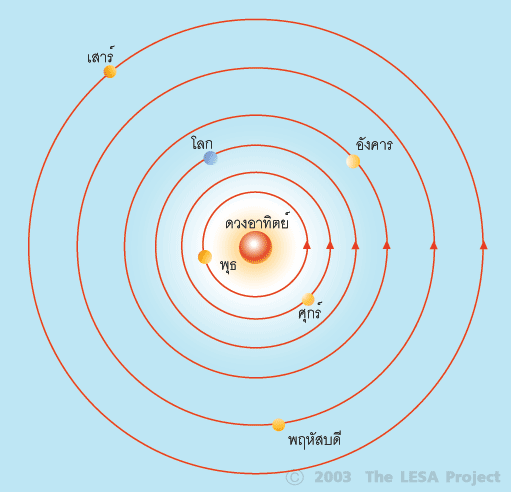 เสาร์
โลก
อังคาร
ดวงอาทิตย์
พุธ
ศุกร์
พฤหัสบดี
© 2003 The LESA Project